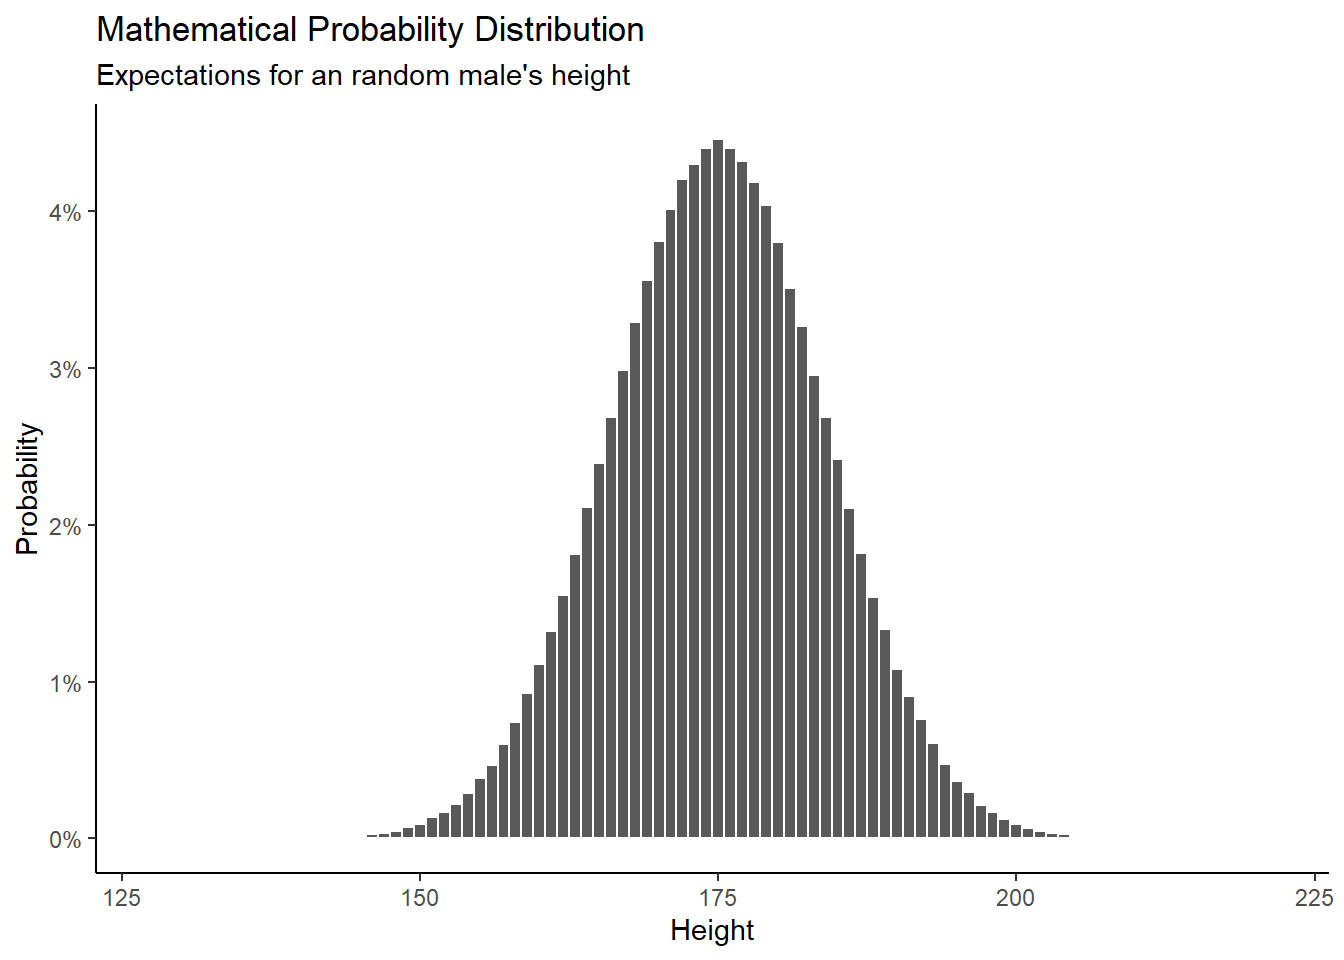 Mathematical Probability Distribution
Expectations for an random male's height
4%
3%
2%
1%
0%
Probability
125 150 175 200 225
Height